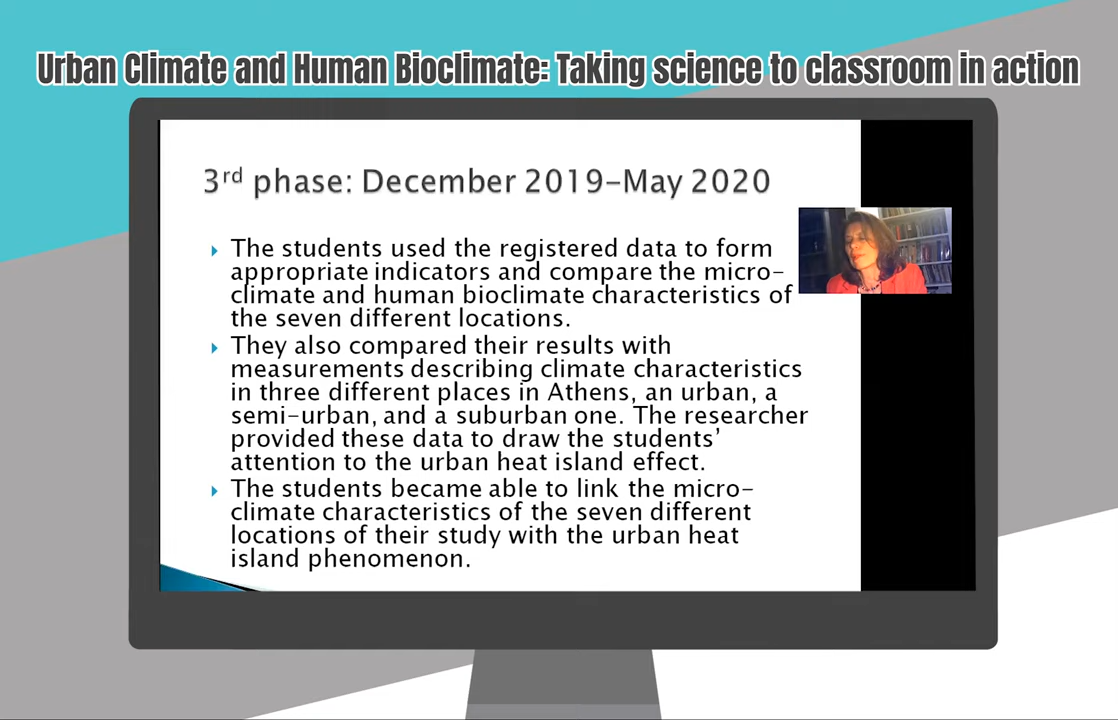 Urban Climate and Human Bioclimate: Taking science to classroom in action
3rd phase: December 2019-May 2020
The students used the registered data to form
appropriate indicators and compare the micro-
climate and human bioclimate characteristics of
the seven different locations.
They also compared their results with
measurements describing climate characteristics
in three different places in Athens, an urban, a
semi-urban, and a suburban one. The researcher
provided these data to draw the students’
attention to the urban heat island effect.
The students became able to link the micro-
climate characteristics of the seven different
locations of their study with the urban heat
island phenomenon.